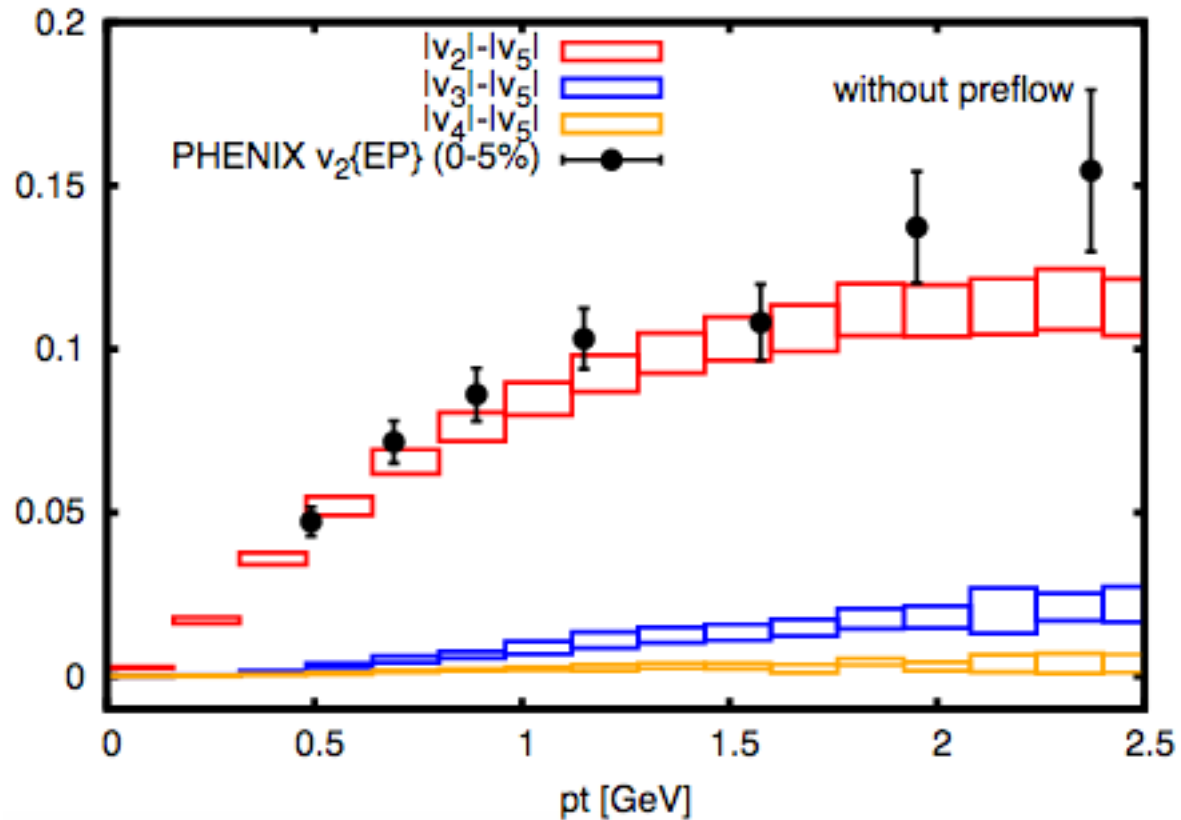 0.2
|v2|-|v5|
|v3|-|v5|
|v4|-|v5|
PHENIX v2{EP} (0-5%)
without preflow
0.15
0.1
0.05
0
0 0.5 1 1.5 2 2.5
pt [GeV]